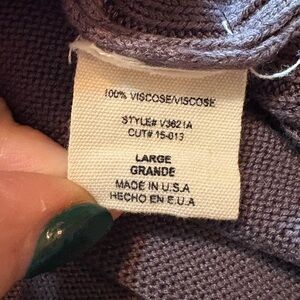 100% VISCOSE/VISCOSE
STYLE# V3621A
CUT# 15-013
LARGE
GRANDE
MADE IN U.S.A
HECHO EN E.U.A